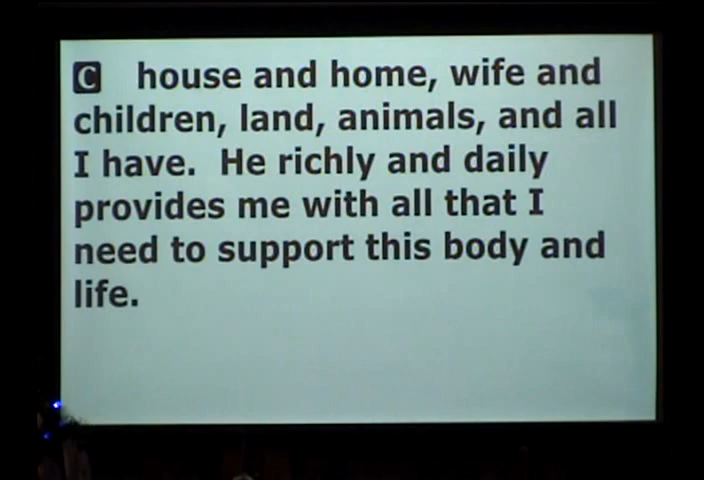 C house and home, wife and
children, land, animals, and all
I have.  He richly and daily
provides me with all that I
need to support this body and
life.